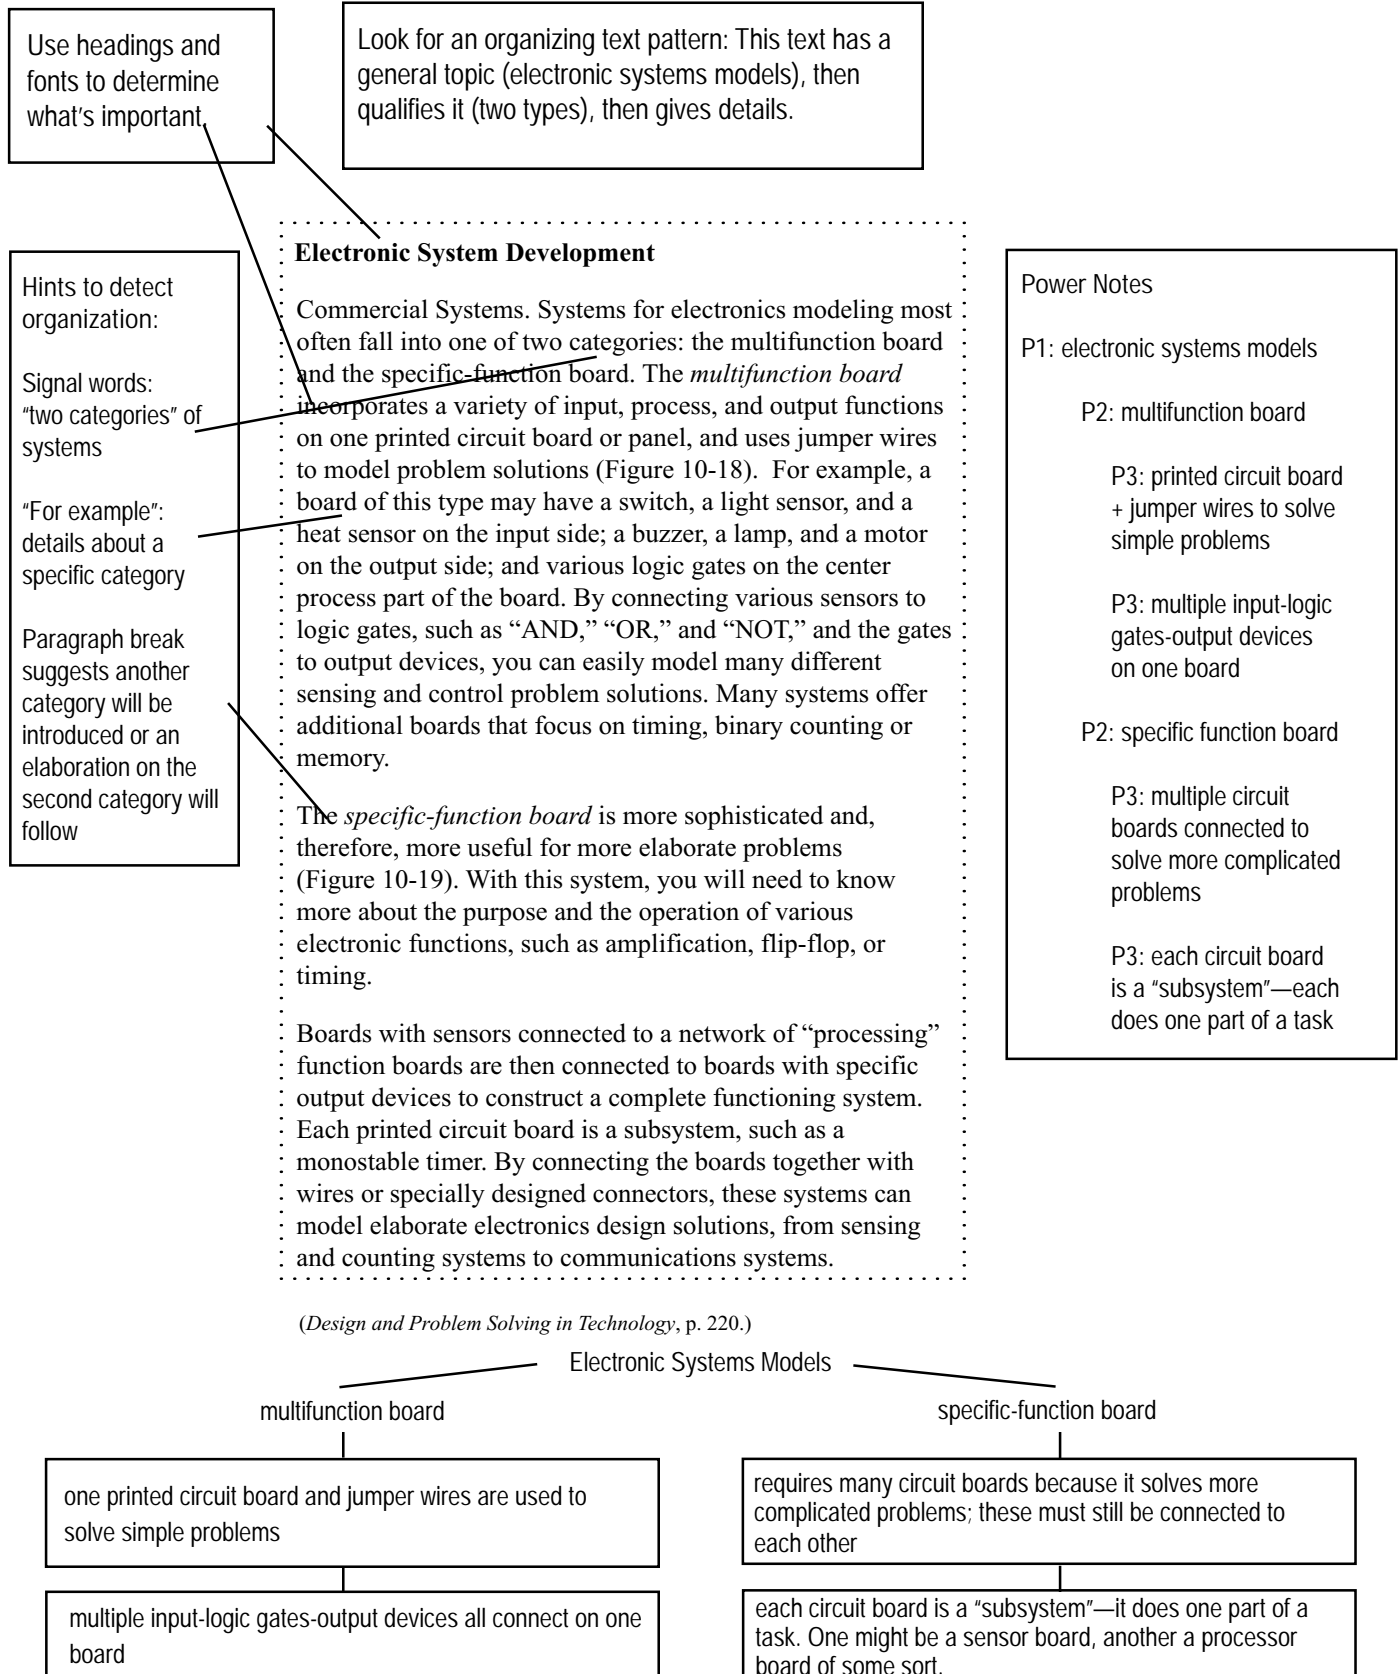 Use headings and
fonts to determine
what's important.
Look for an organizing text pattern: This text has a
general topic (electronic systems models), then
qualifies it (two types), then gives details.
Hints to detect
organization:
Signal words:
“two categories” of
systems
“For example”:
details about a
specific category
Paragraph break
suggests another
category will be
introduced or an
elaboration on the
second category will
follow
Electronic System Development
Commercial Systems. Systems for electronics modeling most
often fall into one of two categories: the multifunction board
and the specific-function board. The multifunction board
incorporates a variety of input, process, and output functions
on one printed circuit board or panel, and uses jumper wires
to model problem solutions (Figure 10-18).  For example, a
board of this type may have a switch, a light sensor, and a
heat sensor on the input side; a buzzer, a lamp, and a motor
on the output side; and various logic gates on the center
process part of the board. By connecting various sensors to
logic gates, such as “AND,” “OR,” and “NOT,” and the gates
to output devices, you can easily model many different
sensing and control problem solutions. Many systems offer
additional boards that focus on timing, binary counting or
memory.
The specific-function board is more sophisticated and,
therefore, more useful for more elaborate problems
(Figure 10-19). With this system, you will need to know
more about the purpose and the operation of various
electronic functions, such as amplification, flip-flop, or
timing.
Boards with sensors connected to a network of “processing”
function boards are then connected to boards with specific
output devices to construct a complete functioning system.
Each printed circuit board is a subsystem, such as a
monostable timer. By connecting the boards together with
wires or specially designed connectors, these systems can
model elaborate electronics design solutions, from sensing
and counting systems to communications systems.
(Design and Problem Solving in Technology, p. 220.)
Power Notes
P1: electronic systems models
P2: multifunction board
P3: printed circuit board
+ jumper wires to solve
simple problems
P3: multiple input-logic
gates-output devices
on one board
P2: specific function board
P3: multiple circuit
boards connected to
solve more complicated
problems
P3: each circuit board
is a “subsystem”—each
does one part of a task
Electronic Systems Models
multifunction board
one printed circuit board and jumper wires are used to
solve simple problems
multiple input-logic gates-output devices all connect on one
board
specific-function board
requires many circuit boards because it solves more
complicated problems; these must still be connected to
each other
each circuit board is a “subsystem”—it does one part of a
task. One might be a sensor board, another a processor
board of some sort.